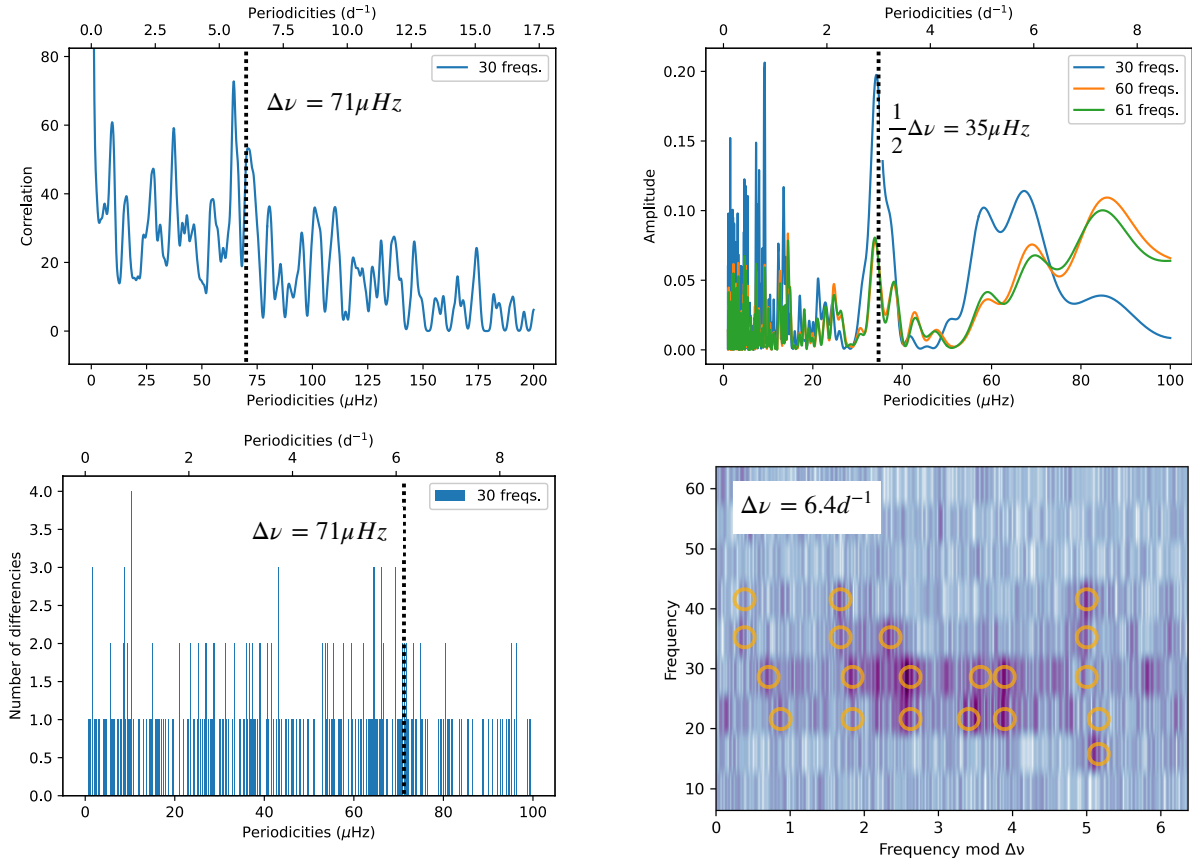 Periodicities (d⁻¹)
0.0 2.5 5.0 7.5 10.0 12.5 15.0 17.5
80
60
40
20
0
Correlation
30 freqs.
Δν = 71μHz
0 25 50 75 100 125 150 175 200
Periodicities (μHz)
Periodicities (d⁻¹)
0 2 4 6 8
0.20
0.15
0.10
0.05
0.00
Amplitude
30 freqs.
60 freqs.
61 freqs.
1/2 Δν = 35μHz
0 20 40 60 80 100
Periodicities (μHz)
Periodicities (d⁻¹)
0 2 4 6 8
4.0
3.5
3.0
2.5
2.0
1.5
1.0
0.5
0.0
Number of differencies
30 freqs.
Δν = 71μHz
0 20 40 60 80 100
Periodicities (μHz)
60
50
40
30
20
10
Frequency
Δν = 6.4d⁻¹
0 1 2 3 4 5 6
Frequency mod Δν